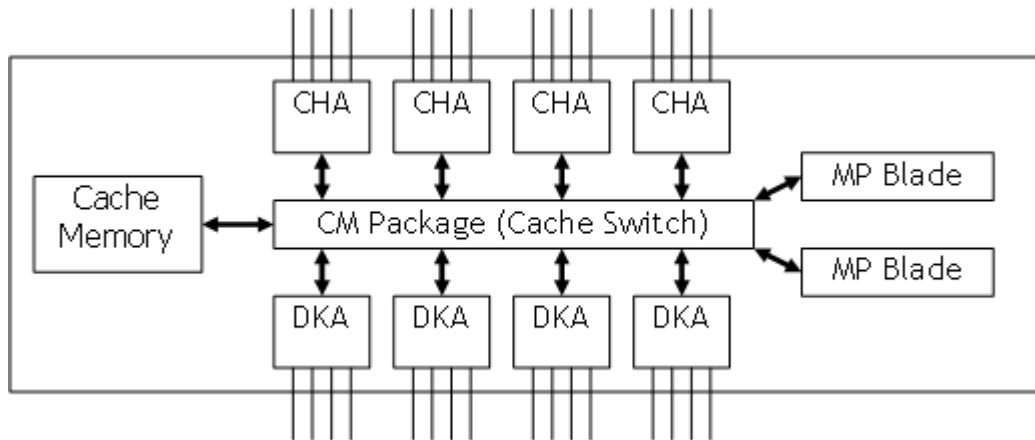 CHA
CHA
CHA
CHA
Cache
Memory
CM Package (Cache Switch)
MP Blade
MP Blade
DKA
DKA
DKA
DKA